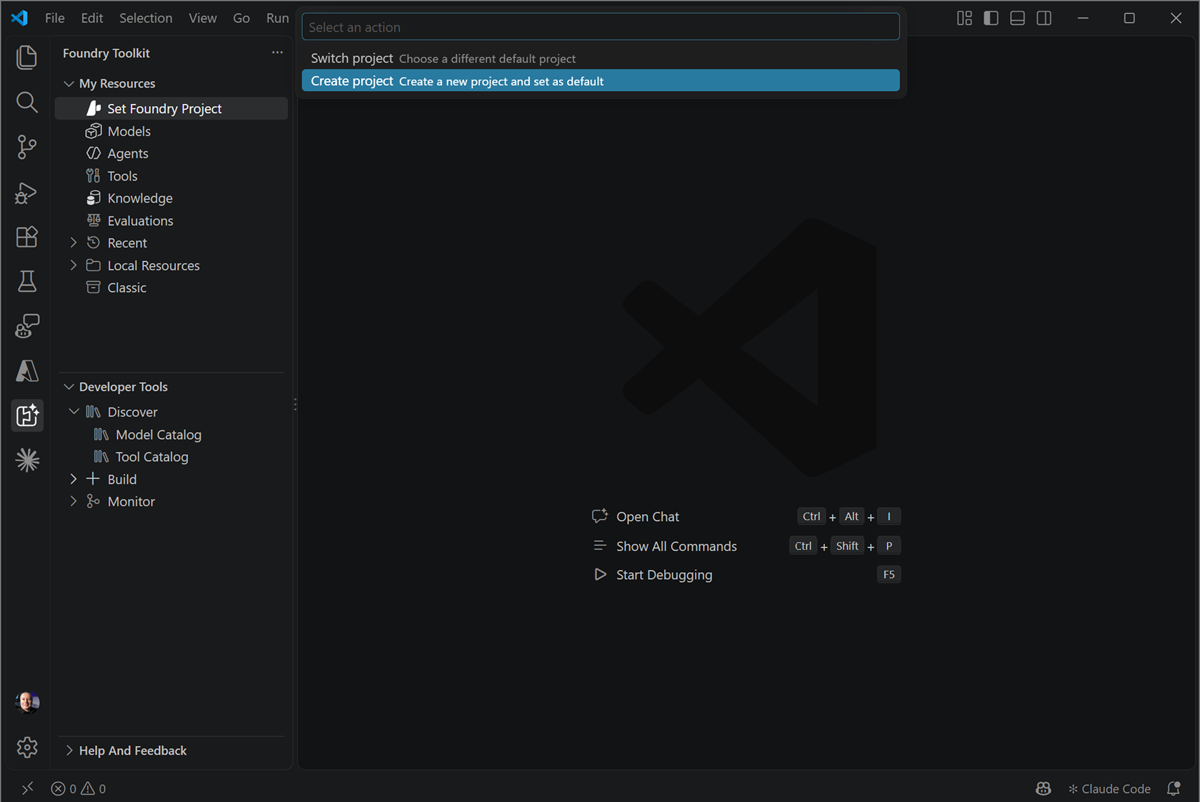 File Edit Selection View Go Run
Select an action
Switch project Choose a different default project
Create project Create a new project and set as default
Foundry Toolkit
My Resources
Set Foundry Project
Models
Agents
Tools
Knowledge
Evaluations
Recent
Local Resources
Classic
Developer Tools
Discover
Model Catalog
Tool Catalog
Build
Monitor
Help And Feedback
Open Chat Ctrl + Alt + I
Show All Commands Ctrl + Shift + P
Start Debugging F5
0 0 Claude Code